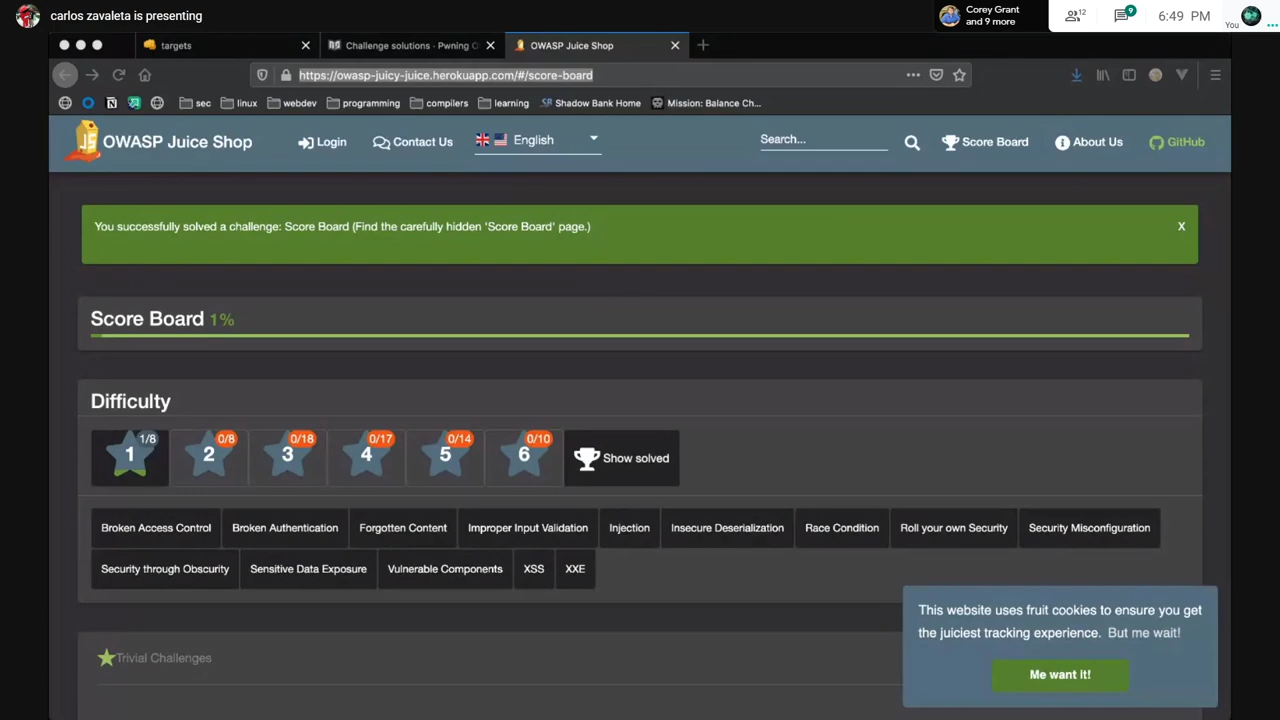 carlos zavaleta is presenting
Corey Grant
and 9 more
12
9
6:49 PM
You
targets
Challenge solutions · Pwning O
OWASP Juice Shop
https://owasp-juicy-juice.herokuapp.com/#/score-board
sec
linux
webdev
programming
compilers
learning
Shadow Bank Home
Mission: Balance Ch...
JS
OWASP Juice Shop
Login
Contact Us
English
Search...
Score Board
About Us
GitHub
You successfully solved a challenge: Score Board (Find the carefully hidden 'Score Board' page.)
X
Score Board 1%
Difficulty
1 1/8
2 0/8
3 0/18
4 0/17
5 0/14
6 0/10
Show solved
Broken Access Control
Broken Authentication
Forgotten Content
Improper Input Validation
Injection
Insecure Deserialization
Race Condition
Roll your own Security
Security Misconfiguration
Security through Obscurity
Sensitive Data Exposure
Vulnerable Components
XSS
XXE
This website uses fruit cookies to ensure you get
the juiciest tracking experience. But me wait!
Me want it!
Trivial Challenges